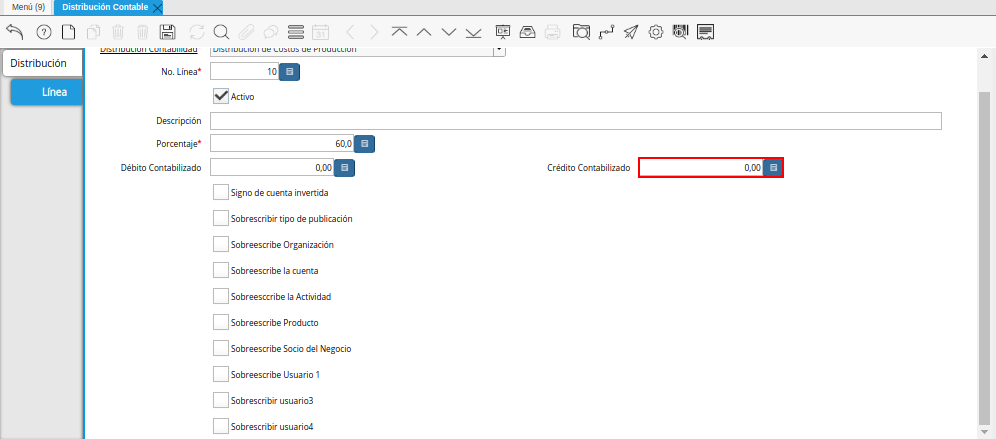 Menú (9) Distribución Contable
Distribución Contabilidad Distribución de Costos de Producción
Distribución
No. Línea* 10
Línea
Activo
Descripción
Porcentaje* 60,0
Débito Contabilizado 0,00 Crédito Contabilizado 0,00
Signo de cuenta invertida
Sobrescribir tipo de publicación
Sobreescribe Organización
Sobreescribe la cuenta
Sobreesccribe la Actividad
Sobreescribe Producto
Sobreescribe Socio del Negocio
Sobreescribe Usuario 1
Sobrescribir usuario3
Sobrescribir usuario4